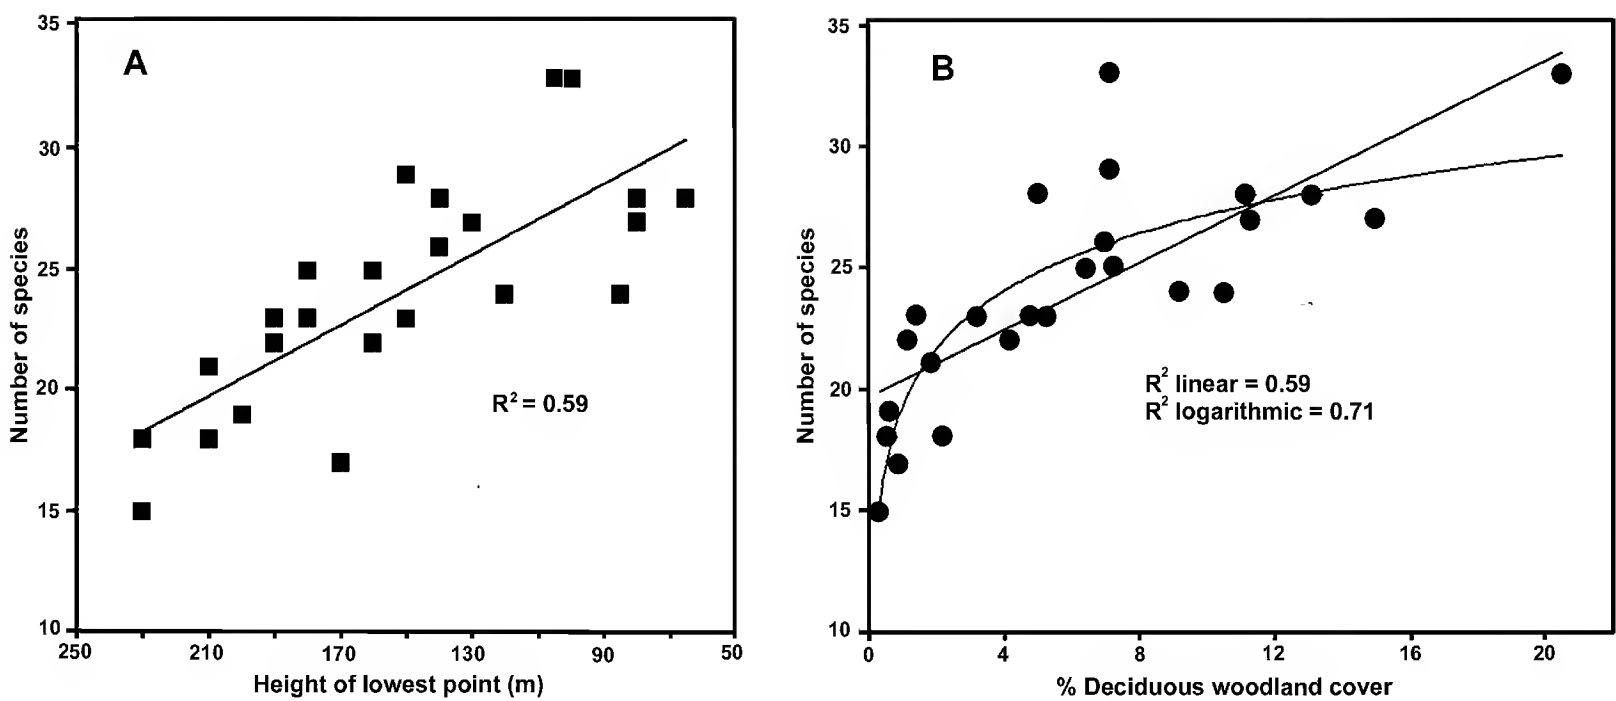 A
35
30
25
20
15
10
Number of species
R² = 0.59
250 210 170 130 90 50
Height of lowest point (m)
B
35
30
25
20
15
10
Number of species
R² linear = 0.59
R² logarithmic = 0.71
0 4 8 12 16 20
% Deciduous woodland cover